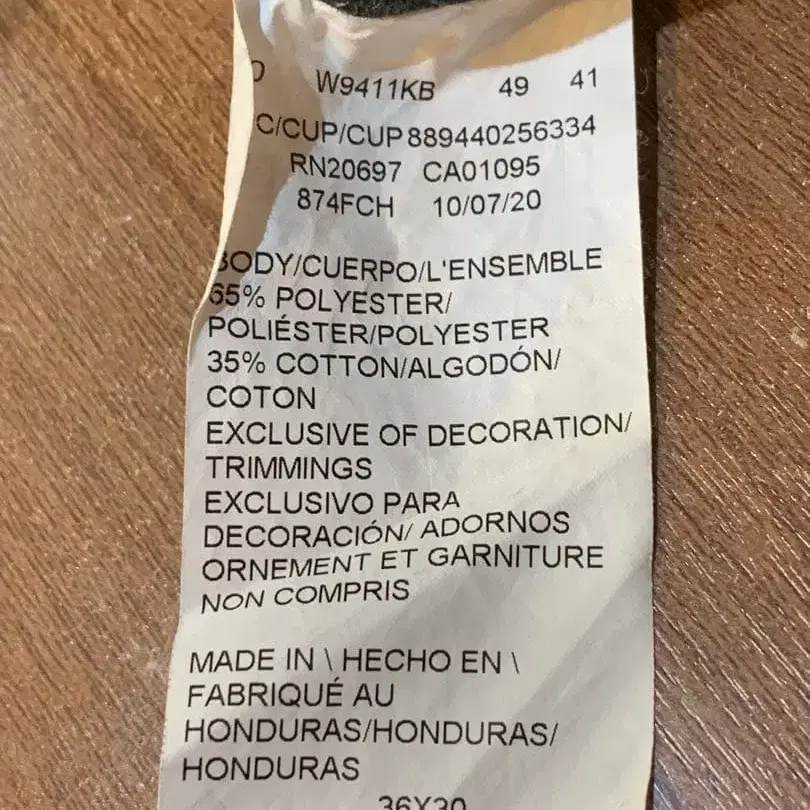 W9411KB 49 41
C/CUP/CUP 889440256334
RN20697 CA01095
874FCH 10/07/20
BODY/CUERPO/L'ENSEMBLE
65% POLYESTER/
POLIÉSTER/POLYESTER
35% COTTON/ALGODÓN/
COTON
EXCLUSIVE OF DECORATION/
TRIMMINGS
EXCLUSIVO PARA
DECORACIÓN/ ADORNOS
ORNEMENT ET GARNITURE
NON COMPRIS
MADE IN \ HECHO EN \
FABRIQUÉ AU
HONDURAS/HONDURAS/
HONDURAS
36X30